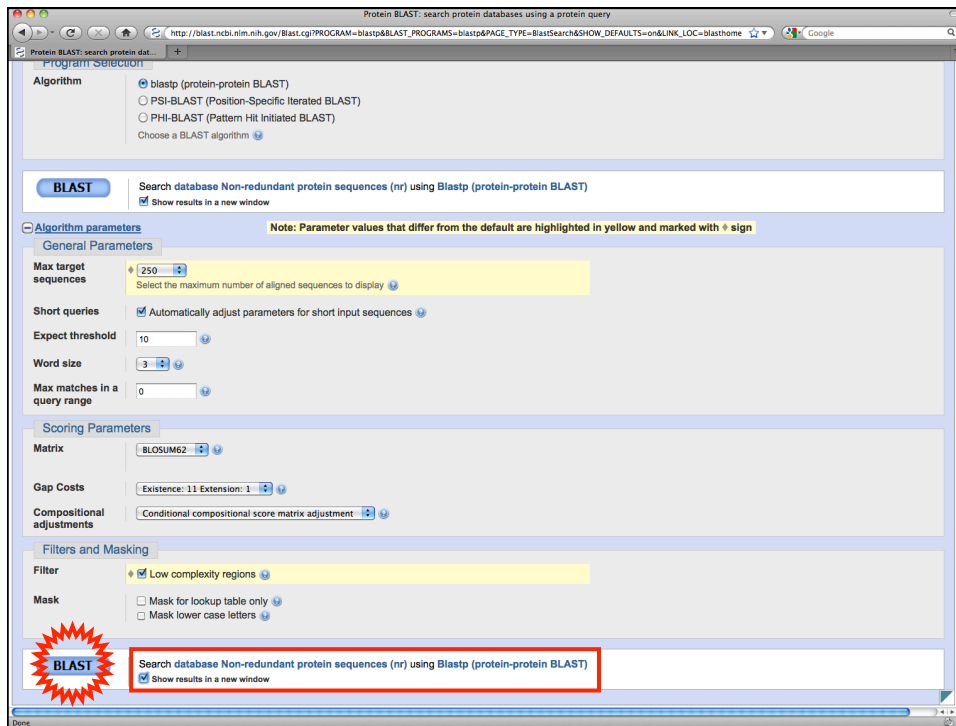 Protein BLAST: search protein databases using a protein query
http://blast.ncbi.nlm.nih.gov/Blast.cgi?PROGRAM=blastp&BLAST_PROGRAMS=blastp&PAGE_TYPE=BlastSearch&SHOW_DEFAULTS=on&LINK_LOC=blasthome
Google
Protein BLAST: search protein dat...
Program Selection
Algorithm
blastp (protein-protein BLAST)
PSI-BLAST (Position-Specific Iterated BLAST)
PHI-BLAST (Pattern Hit Initiated BLAST)
Choose a BLAST algorithm
BLAST
Search database Non-redundant protein sequences (nr) using Blastp (protein-protein BLAST)
Show results in a new window
Algorithm parameters
Note: Parameter values that differ from the default are highlighted in yellow and marked with ♦ sign
General Parameters
Max target
sequences
250
Select the maximum number of aligned sequences to display
Short queries
Automatically adjust parameters for short input sequences
Expect threshold
10
Word size
3
Max matches in a
query range
0
Scoring Parameters
Matrix
BLOSUM62
Gap Costs
Existence: 11 Extension: 1
Compositional
adjustments
Conditional compositional score matrix adjustment
Filters and Masking
Filter
Low complexity regions
Mask
Mask for lookup table only
Mask lower case letters
BLAST
Search database Non-redundant protein sequences (nr) using Blastp (protein-protein BLAST)
Show results in a new window
Done